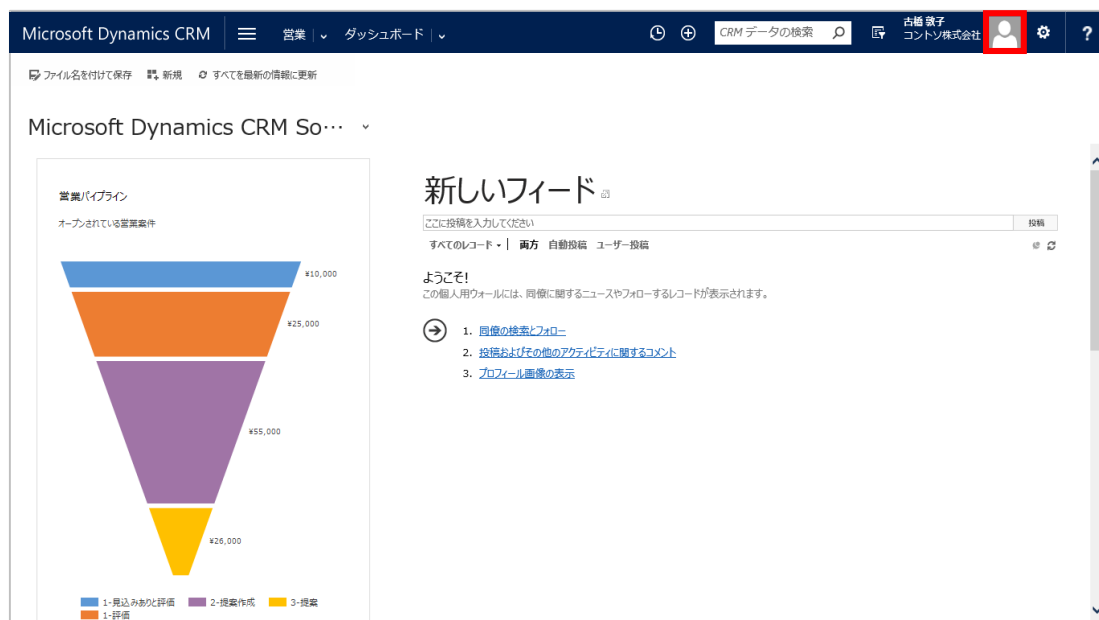 Microsoft Dynamics CRM 営業 ダッシュボード CRM データの検索 古橋 敦子
コントソ株式会社 ?
ファイル名を付けて保存 新規 すべてを最新の情報に更新
Microsoft Dynamics CRM So…
営業パイプライン
オープンされている営業案件
¥10,000
¥25,000
¥55,000
¥26,000
1-見込みありと評価 2-提案作成 3-提案
1-評価
新しいフィード
ここに投稿を入力してください 投稿
すべてのレコード 両方 自動投稿 ユーザー投稿
ようこそ!
この個人用ウォールには、同僚に関するニュースやフォローするレコードが表示されます。
1. 同僚の検索とフォロー
2. 投稿およびその他のアクティビティに関するコメント
3. プロフィール画像の表示